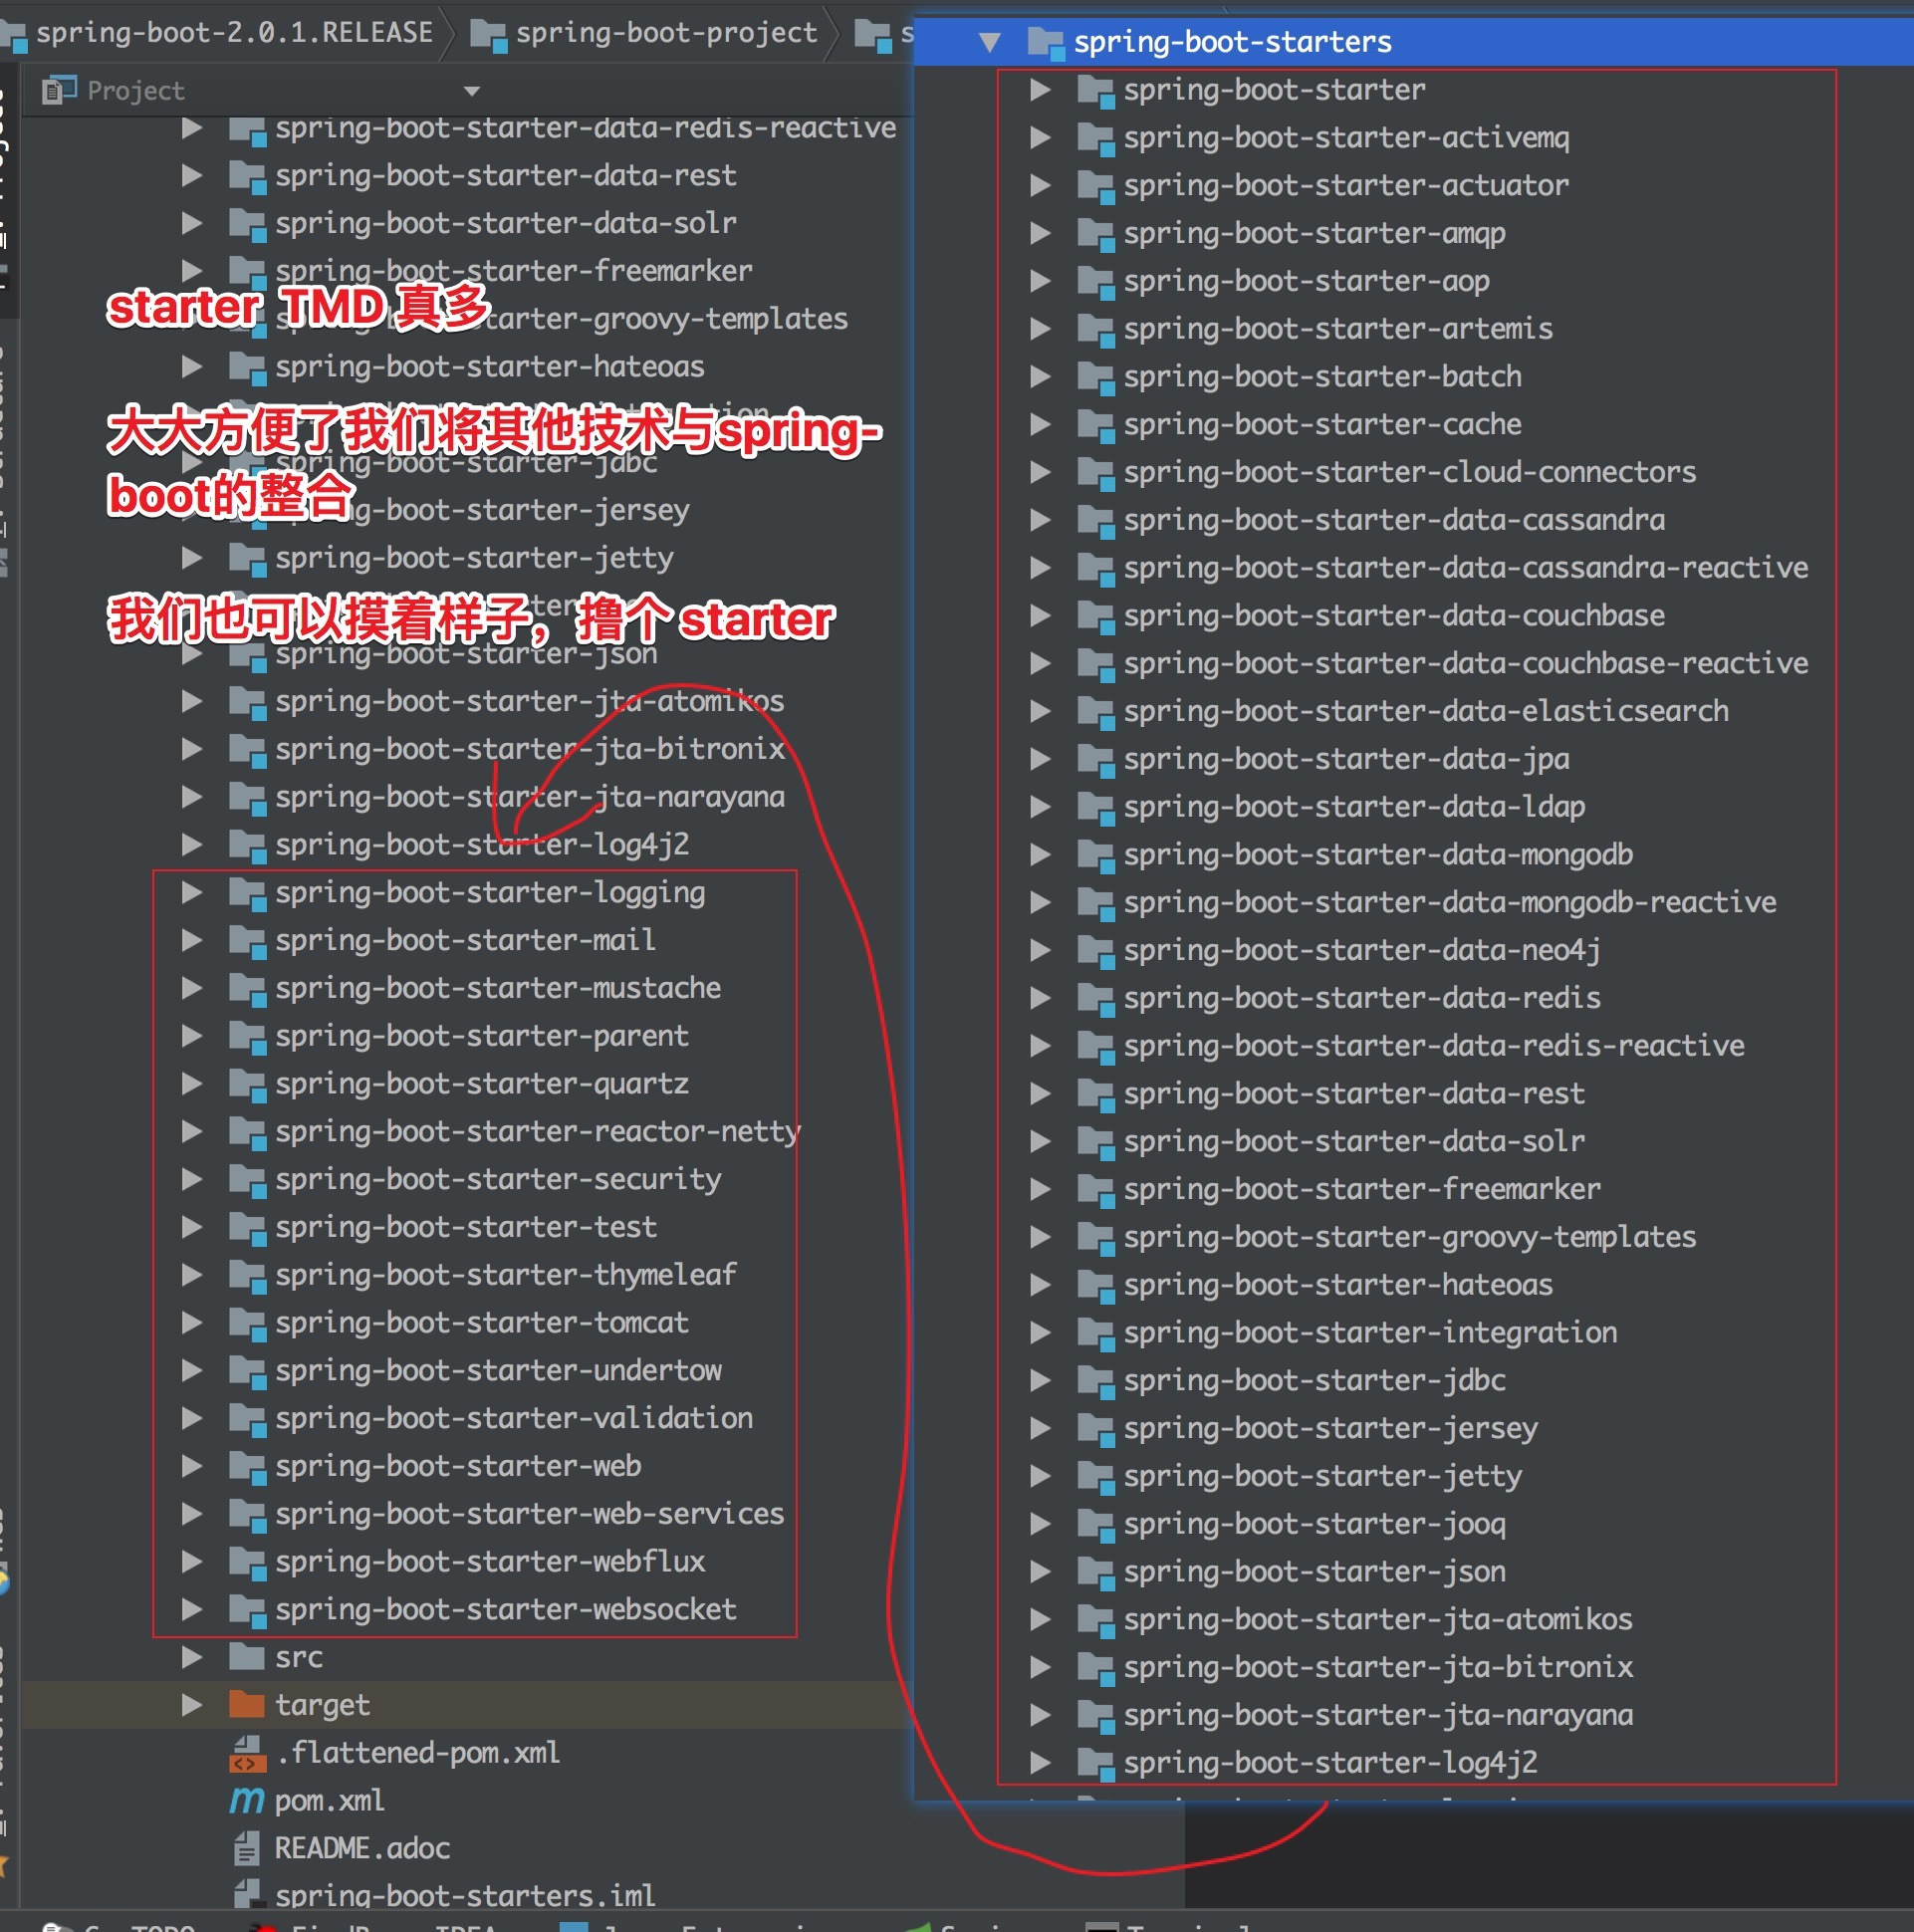 spring-boot-2.0.1.RELEASE spring-boot-project s
Project
spring-boot-starter-data-redis-reactive
spring-boot-starter-data-rest
spring-boot-starter-data-solr
spring-boot-starter-freemarker
starter TMD 真多
starter-groovy-templates
spring-boot-starter-hateoas
大大方便了我们将其他技术与spring-
spring-boot-starter-jdbc
boot的整合
ng-boot-starter-jersey
spring-boot-starter-jetty
我们也可以摸着样子，撸个 starter
spring-boot-starter-json
spring-boot-starter-jta-atomikos
spring-boot-starter-jta-bitronix
spring-boot-starter-jta-narayana
spring-boot-starter-log4j2
spring-boot-starter-logging
spring-boot-starter-mail
spring-boot-starter-mustache
spring-boot-starter-parent
spring-boot-starter-quartz
spring-boot-starter-reactor-netty
spring-boot-starter-security
spring-boot-starter-test
spring-boot-starter-thymeleaf
spring-boot-starter-tomcat
spring-boot-starter-undertow
spring-boot-starter-validation
spring-boot-starter-web
spring-boot-starter-web-services
spring-boot-starter-webflux
spring-boot-starter-websocket
src
target
.flattened-pom.xml
pom.xml
README.adoc
spring-boot-starters.iml
spring-boot-starters
spring-boot-starter
spring-boot-starter-activemq
spring-boot-starter-actuator
spring-boot-starter-amqp
spring-boot-starter-aop
spring-boot-starter-artemis
spring-boot-starter-batch
spring-boot-starter-cache
spring-boot-starter-cloud-connectors
spring-boot-starter-data-cassandra
spring-boot-starter-data-cassandra-reactive
spring-boot-starter-data-couchbase
spring-boot-starter-data-couchbase-reactive
spring-boot-starter-data-elasticsearch
spring-boot-starter-data-jpa
spring-boot-starter-data-ldap
spring-boot-starter-data-mongodb
spring-boot-starter-data-mongodb-reactive
spring-boot-starter-data-neo4j
spring-boot-starter-data-redis
spring-boot-starter-data-redis-reactive
spring-boot-starter-data-rest
spring-boot-starter-data-solr
spring-boot-starter-freemarker
spring-boot-starter-groovy-templates
spring-boot-starter-hateoas
spring-boot-starter-integration
spring-boot-starter-jdbc
spring-boot-starter-jersey
spring-boot-starter-jetty
spring-boot-starter-jooq
spring-boot-starter-json
spring-boot-starter-jta-atomikos
spring-boot-starter-jta-bitronix
spring-boot-starter-jta-narayana
spring-boot-starter-log4j2